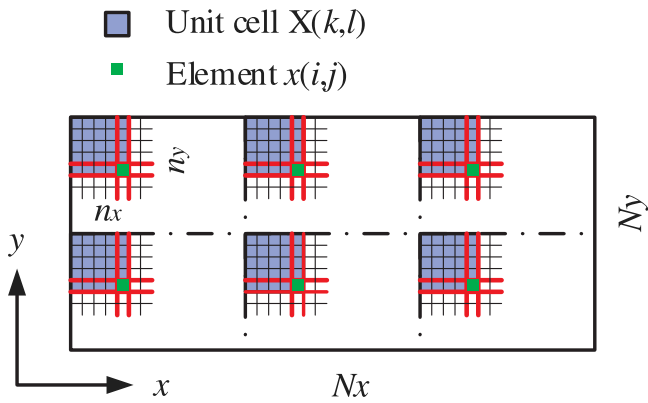 Unit cell X(k,l)
Element x(i,j)
ny
nx
Ny
y
x
Nx